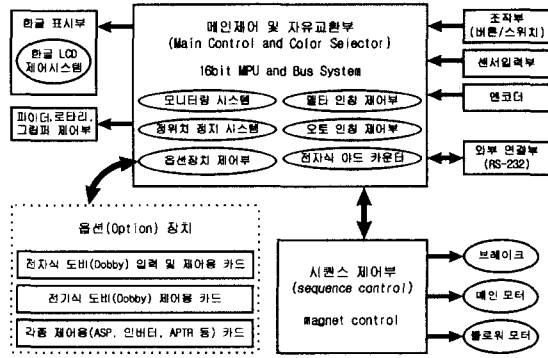 한글 표시부
한글 LCD
제어시스템
파이더,로타리,
그립퍼 제어부
메인제어 및 자유교환부
(Main Control and Color Selector)
16bit MPU and Bus System
모니터링 시스템
델타 인칭 제어부
정위치 정지 시스템
오토 인칭 제어부
옵션장치 제어부
전자식 야드 카운터
조작부
(버튼/스위치)
센서입력부
엔코더
외부 연결부
(RS-232)
옵션(Option) 장치
전자식 도비(Dobby) 입력 및 제어용 카드
전기식 도비(Dobby) 제어용 카드
각종 제어용(ASP, 인버터, APTR 등) 카드
시퀀스 제어부
(sequence control)
magnet control
브레이크
메인 모터
블로워 모터